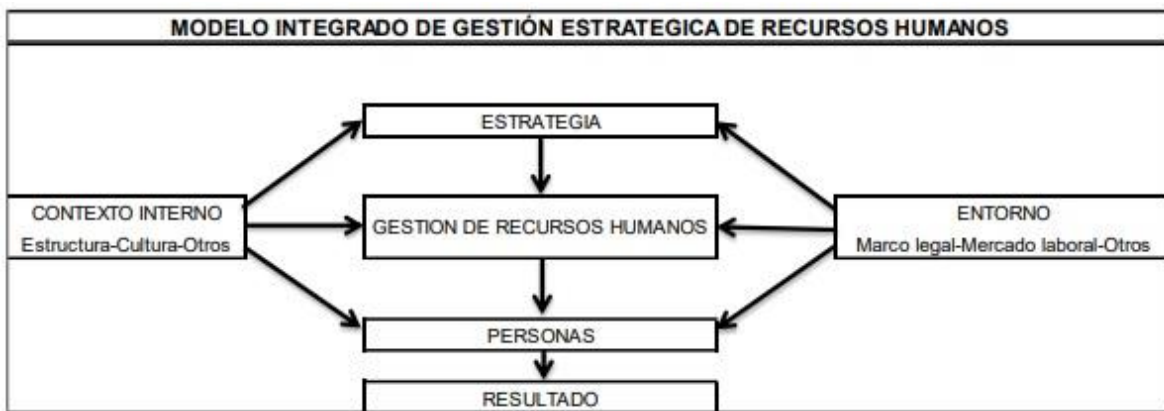 MODELO INTEGRADO DE GESTIÓN ESTRATEGICA DE RECURSOS HUMANOS
ESTRATEGIA
CONTEXTO INTERNO
Estructura-Cultura-Otros
GESTION DE RECURSOS HUMANOS
ENTORNO
Marco legal-Mercado laboral-Otros
PERSONAS
RESULTADO